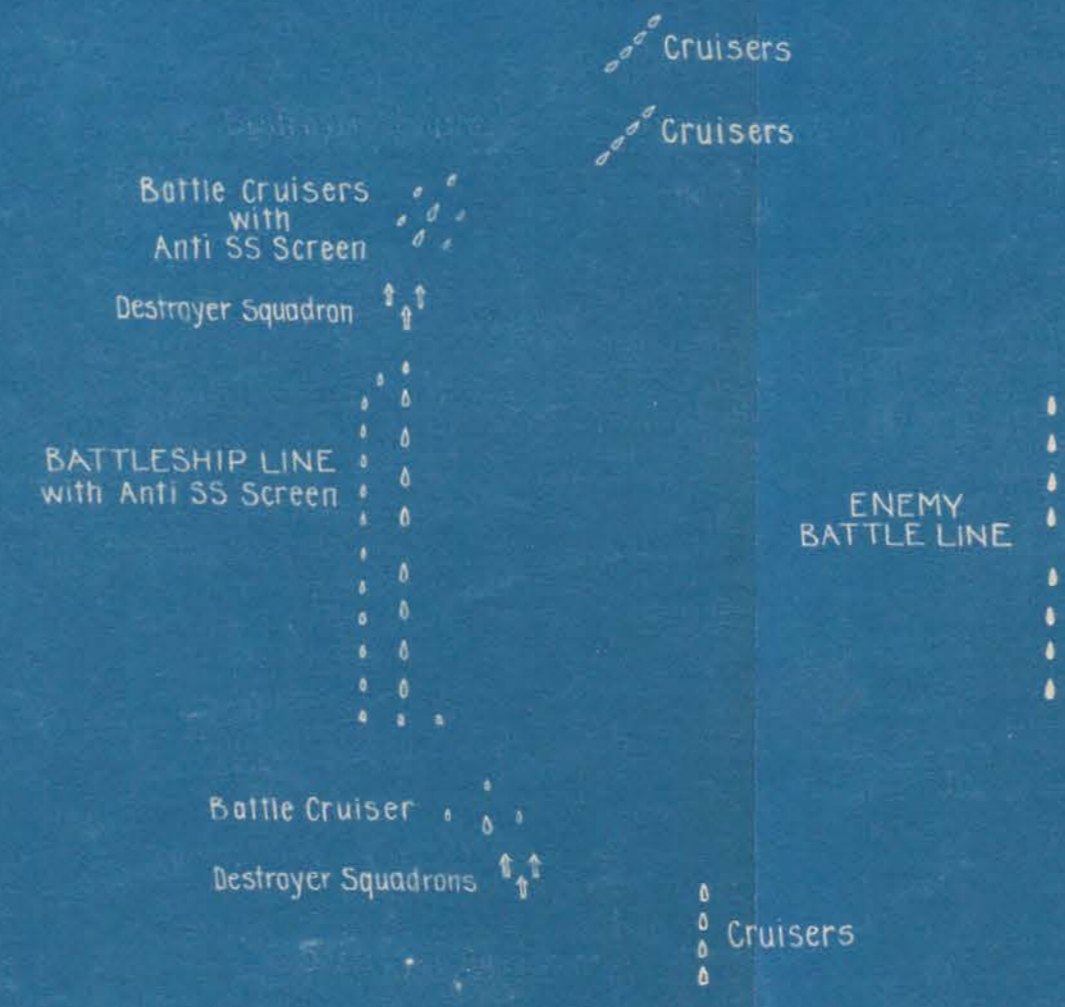 Cruisers
Cruisers
Battle Cruisers
with
Anti SS Screen
Destroyer Squadron
BATTLESHIP LINE
with Anti SS Screen
ENEMY
BATTLE LINE
Battle Cruiser
Destroyer Squadrons
Cruisers